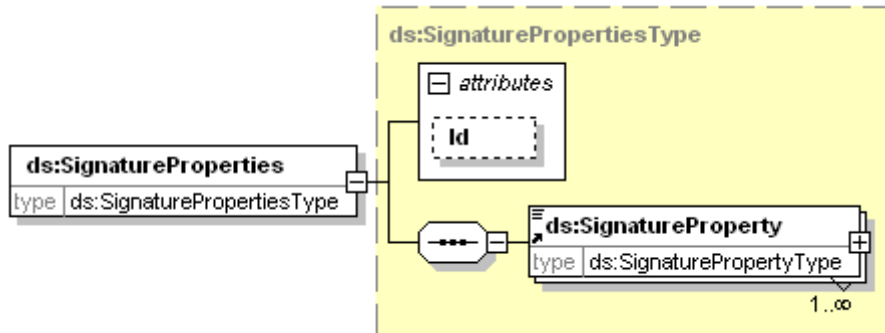 ds:SignaturePropertiesType
attributes
Id
ds:SignatureProperties
type ds:SignaturePropertiesType
ds:SignatureProperty
type ds:SignaturePropertyType
1..∞